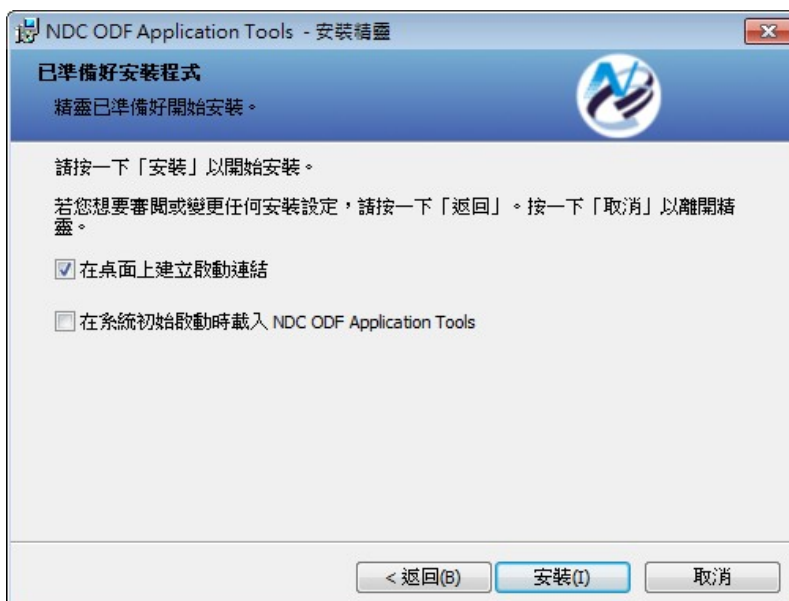 NDC ODF Application Tools - 安裝精靈
已準備好安裝程式
精靈已準備好開始安裝。
請按一下「安裝」以開始安裝。
若您想要審閱或變更任何安裝設定，請按一下「返回」。按一下「取消」以離開精
靈。
在桌面上建立啟動連結
在系統初始啟動時載入 NDC ODF Application Tools
< 返回(B)
安裝(I)
取消